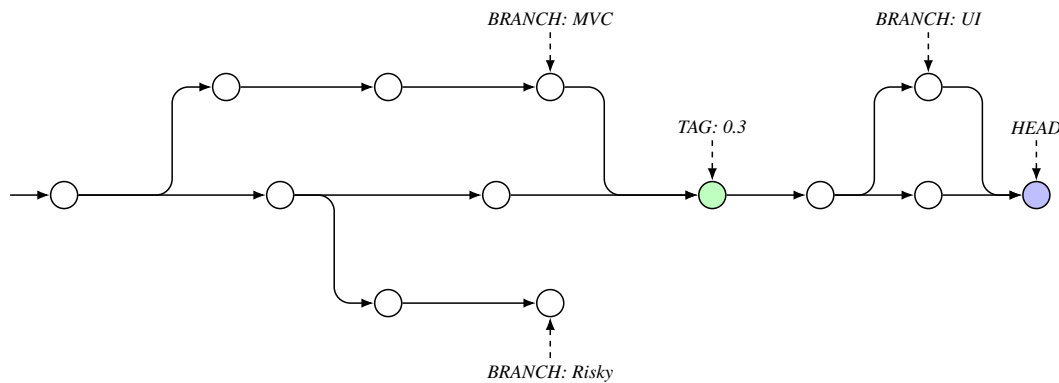 BRANCH: MVC
BRANCH: UI
TAG: 0.3
HEAD
BRANCH: Risky